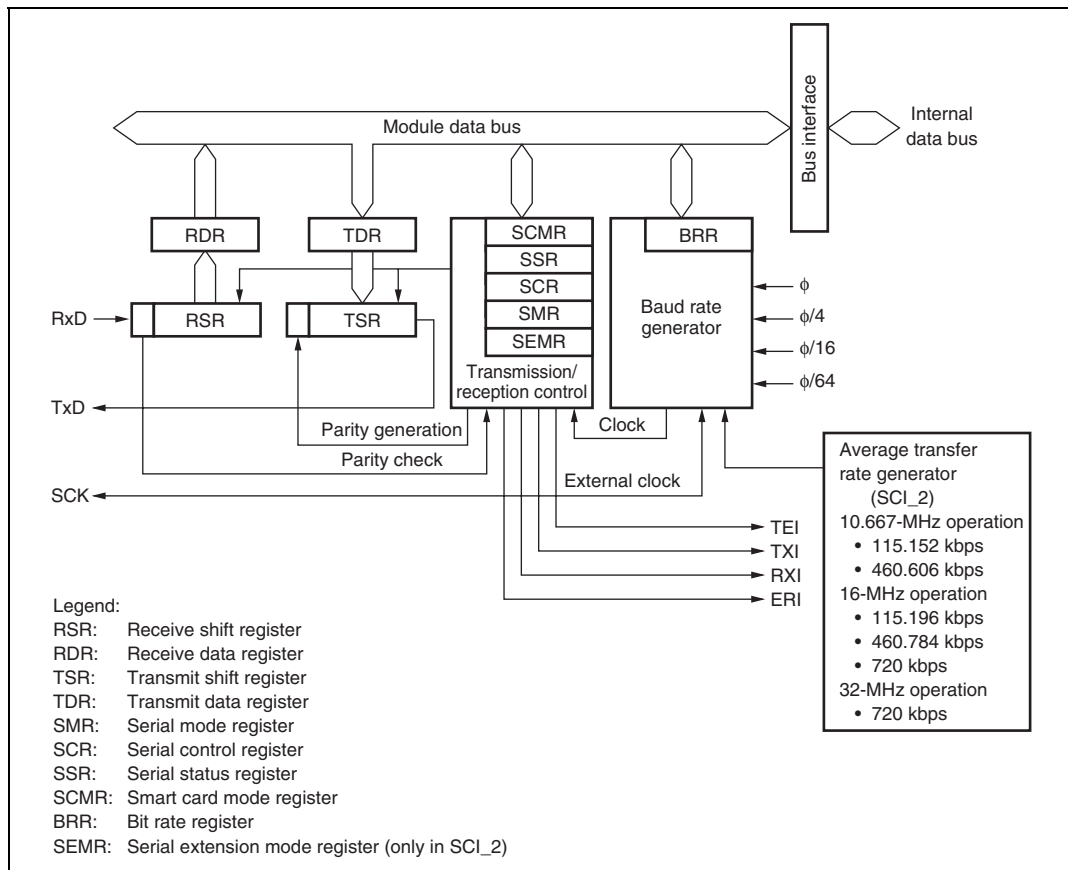 Bus interface
Internal
data bus
Module data bus
RDR
TDR
SCMR
SSR
SCR
SMR
SEMR
Transmission/
reception control
BRR
Baud rate
generator
ϕ
ϕ/4
ϕ/16
ϕ/64
RxD
RSR
TSR
TxD
Parity generation
Parity check
Clock
SCK
External clock
TEI
TXI
RXI
ERI
Average transfer
rate generator
(SCI_2)
10.667-MHz operation
• 115.152 kbps
• 460.606 kbps
16-MHz operation
• 115.196 kbps
• 460.784 kbps
• 720 kbps
32-MHz operation
• 720 kbps
Legend:
RSR: Receive shift register
RDR: Receive data register
TSR: Transmit shift register
TDR: Transmit data register
SMR: Serial mode register
SCR: Serial control register
SSR: Serial status register
SCMR: Smart card mode register
BRR: Bit rate register
SEMR: Serial extension mode register (only in SCI_2)